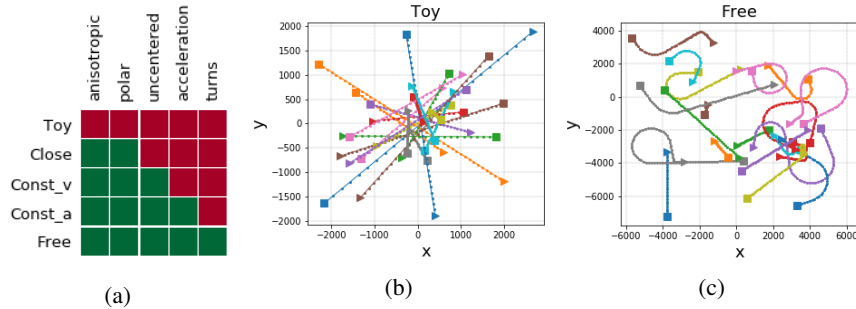 anisotropic
polar
uncentered
acceleration
turns
Toy
Close
Const_v
Const_a
Free
(a)
Toy
2000
1500
1000
500
0
−500
−1000
−1500
−2000
y
−2000 −1000 0 1000 2000
x
(b)
Free
4000
2000
0
−2000
−4000
−6000
y
−6000 −4000 −2000 0 2000 4000 6000
x
(c)